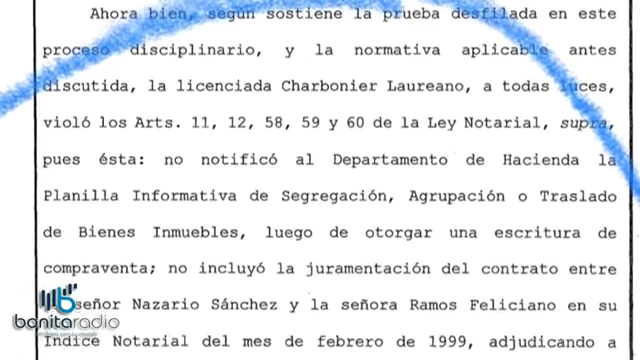 Ahora bien, según sostiene la prueba desfilada en este
proceso disciplinario, y la normativa aplicable antes
discutida, la licenciada Charbonier Laureano, a todas luces,
violó los Arts. 11, 12, 58, 59 y 60 de la Ley Notarial, supra,
pues ésta: no notificó al Departamento de Hacienda la
Planilla Informativa de Segregación, Agrupación o Traslado
de Bienes Inmuebles, luego de otorgar una escritura de
compraventa; no incluyó la juramentación del contrato entre
señor Nazario Sánchez y la señora Ramos Feliciano en su
Indice Notarial del mes de febrero de 1999, adjudicando a
bonitaradio